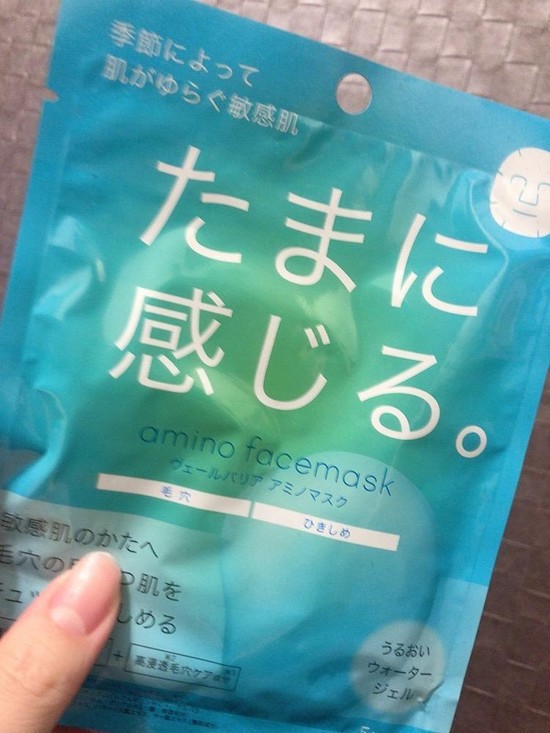 季節によって
肌がゆらぐ敏感肌
たまに
感じる。
amino facemask
ヴェールバリア アミノマスク
毛穴
ひきしめ
敏感肌のかたへ
毛穴の
つ肌を
しめる
+
高浸透毛穴ケア
うるおい
ウォーター
ジェル